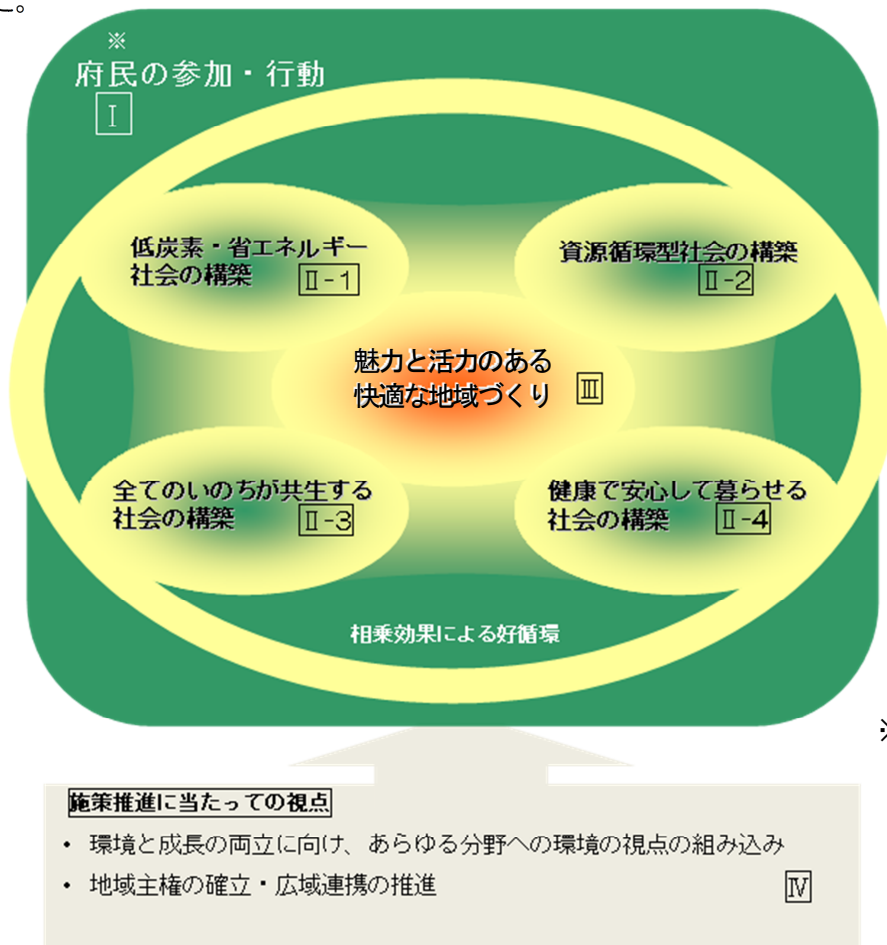 た。
※
府民の参加・行動
Ⅰ
低炭素・省エネルギー
社会の構築 Ⅱ-1
資源循環型社会の構築
Ⅱ-2
魅力と活力のある
快適な地域づくり Ⅲ
全てのいのちが共生する
社会の構築 Ⅱ-3
健康で安心して暮らせる
社会の構築 Ⅱ-4
相乗効果による好循環
※
施策推進に当たっての視点
・ 環境と成長の両立に向け、あらゆる分野への環境の視点の組み込み
・ 地域主権の確立・広域連携の推進 Ⅳ